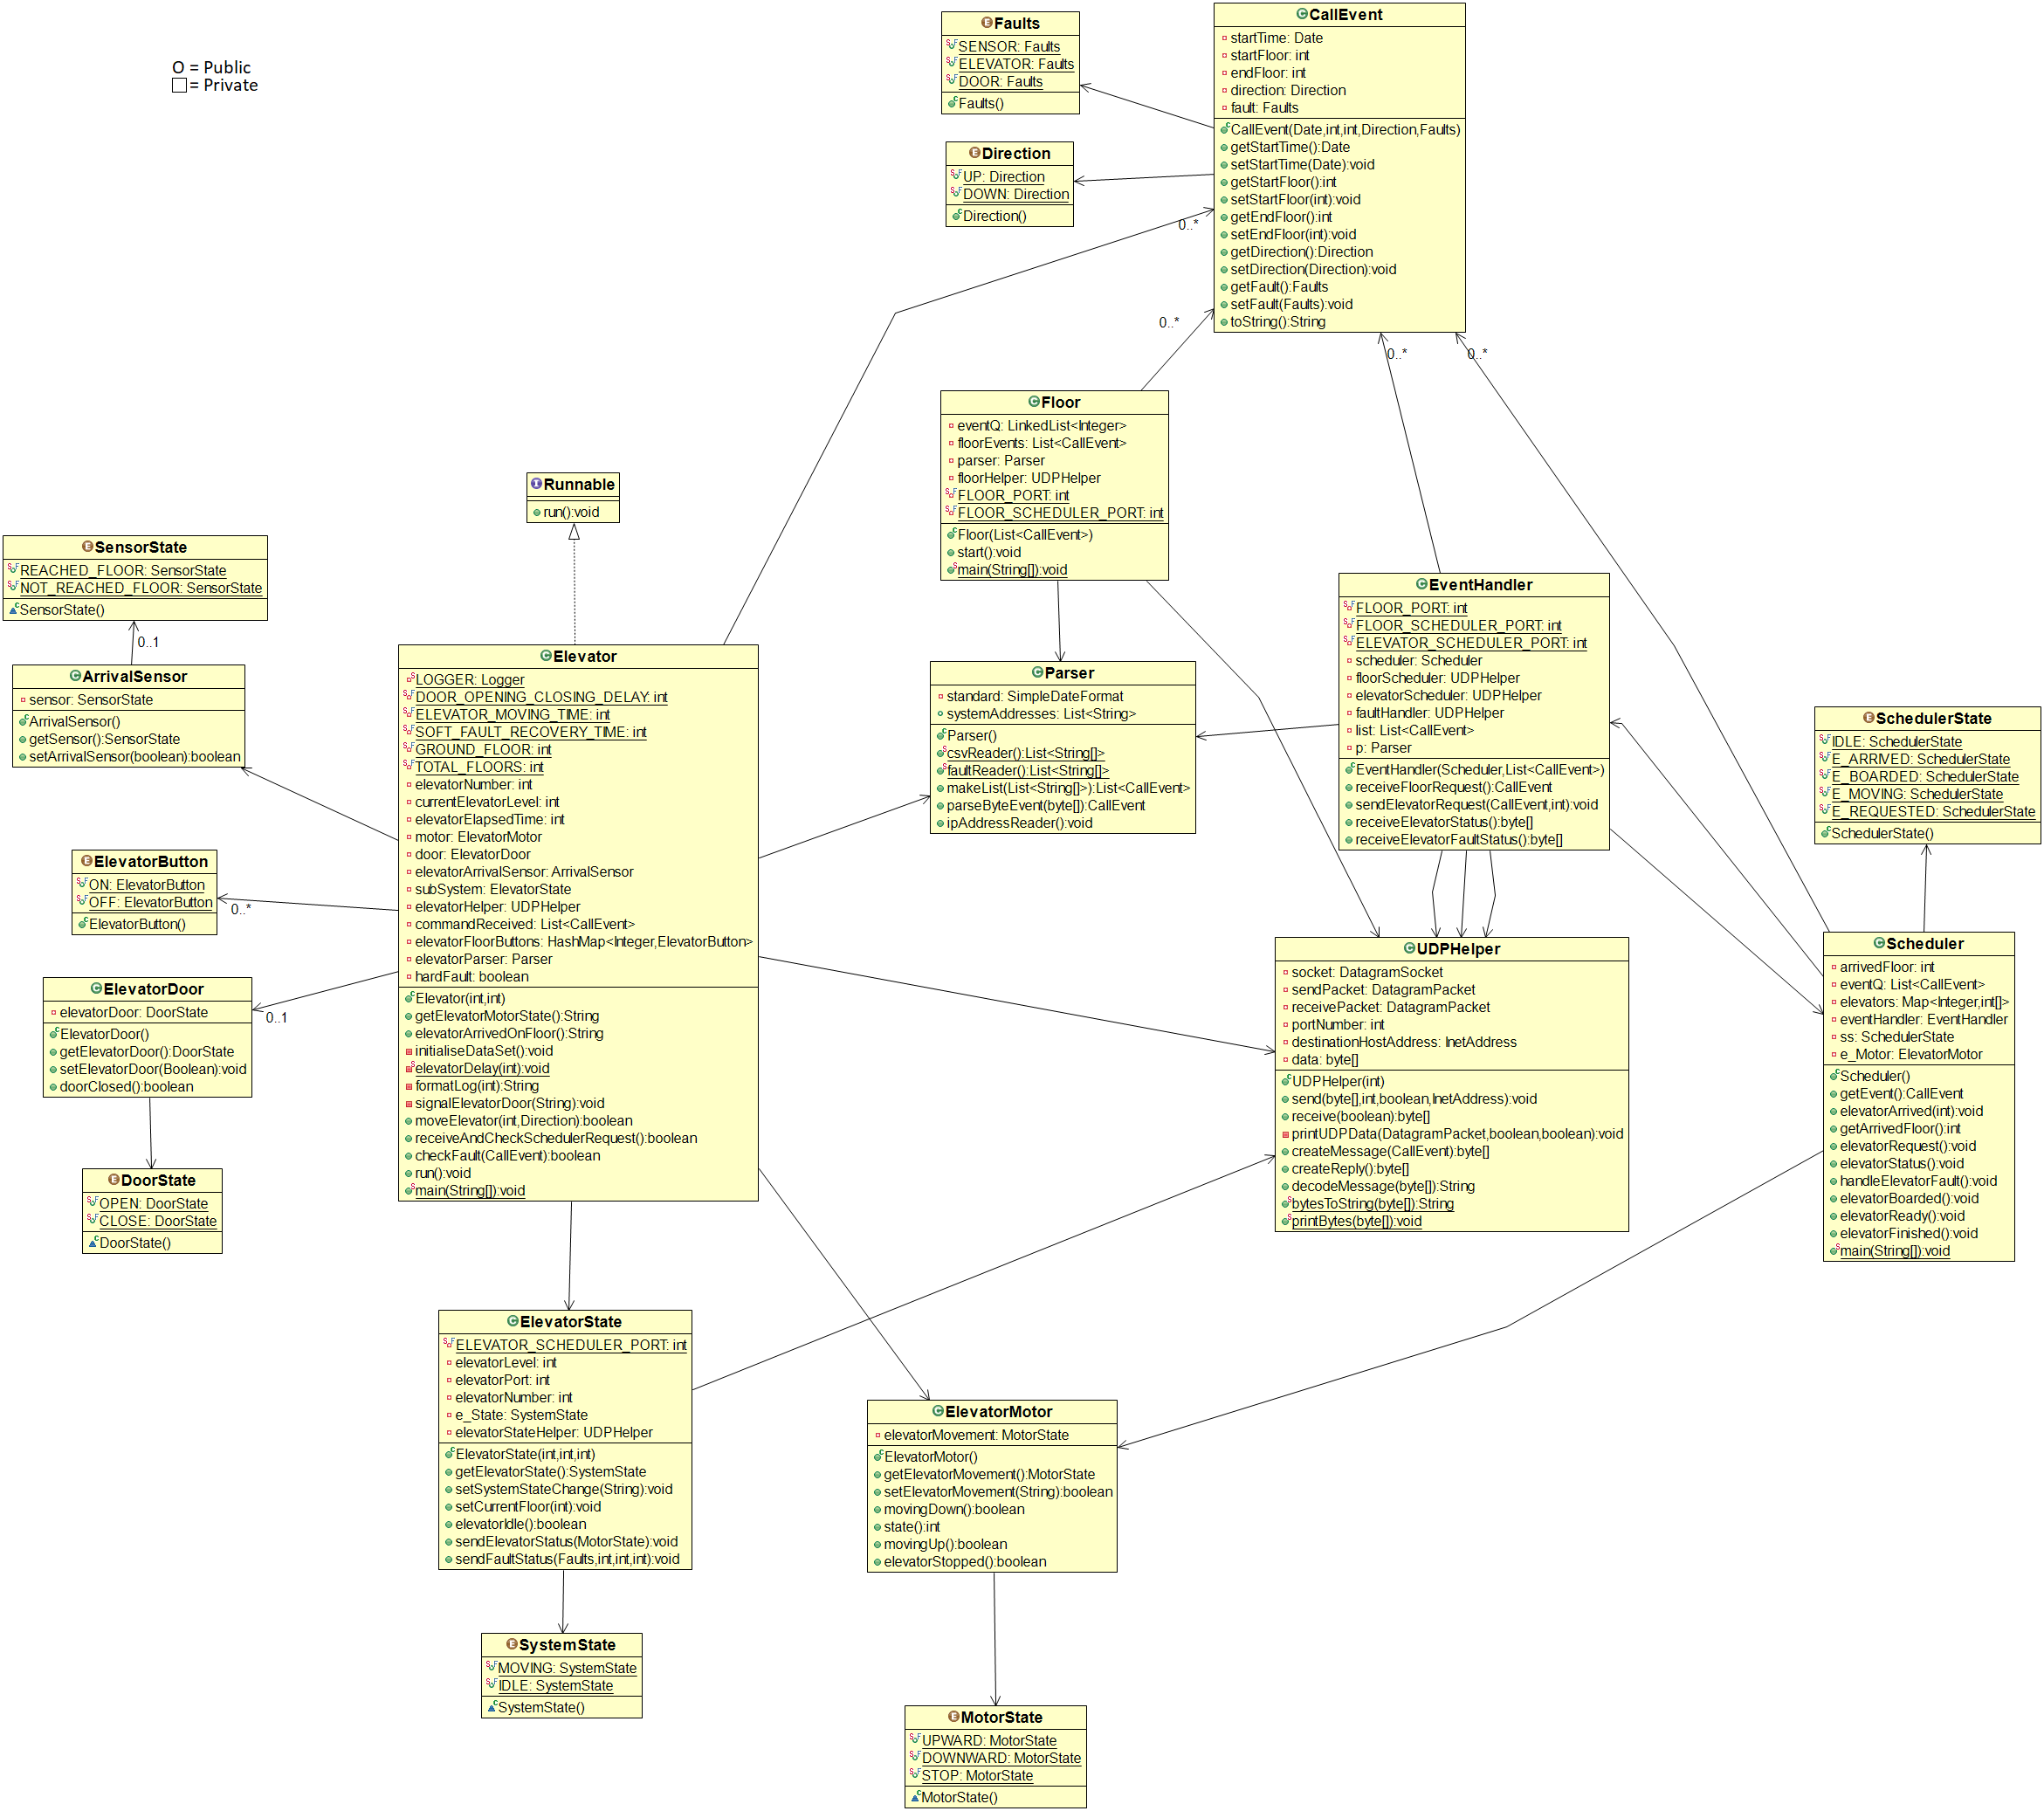 O = Public
= Private
Faults
SENSOR: Faults
ELEVATOR: Faults
DOOR: Faults
Faults()
Direction
UP: Direction
DOWN: Direction
Direction()
CallEvent
startTime: Date
startFloor: int
endFloor: int
direction: Direction
fault: Faults
CallEvent(Date,int,int,Direction,Faults)
getStartTime():Date
setStartTime(Date):void
getStartFloor():int
setStartFloor(int):void
getEndFloor():int
setEndFloor(int):void
getDirection():Direction
setDirection(Direction):void
getFault():Faults
setFault(Faults):void
toString():String
0..*
0..*
0..*
0..*
Floor
eventQ: LinkedList<Integer>
floorEvents: List<CallEvent>
parser: Parser
floorHelper: UDPHelper
FLOOR_PORT: int
FLOOR_SCHEDULER_PORT: int
Floor(List<CallEvent>)
start():void
main(String[]):void
Runnable
run():void
SensorState
REACHED_FLOOR: SensorState
NOT_REACHED_FLOOR: SensorState
SensorState()
0..1
ArrivalSensor
sensor: SensorState
ArrivalSensor()
getSensor():SensorState
setArrivalSensor(boolean):boolean
ElevatorButton
ON: ElevatorButton
OFF: ElevatorButton
ElevatorButton()
0..*
ElevatorDoor
elevatorDoor: DoorState
ElevatorDoor()
getElevatorDoor():DoorState
setElevatorDoor(Boolean):void
doorClosed():boolean
0..1
DoorState
OPEN: DoorState
CLOSE: DoorState
DoorState()
Elevator
LOGGER: Logger
DOOR_OPENING_CLOSING_DELAY: int
ELEVATOR_MOVING_TIME: int
SOFT_FAULT_RECOVERY_TIME: int
GROUND_FLOOR: int
TOTAL_FLOORS: int
elevatorNumber: int
currentElevatorLevel: int
elevatorElapsedTime: int
motor: ElevatorMotor
door: ElevatorDoor
elevatorArrivalSensor: ArrivalSensor
subSystem: ElevatorState
elevatorHelper: UDPHelper
commandReceived: List<CallEvent>
elevatorFloorButtons: HashMap<Integer,ElevatorButton>
elevatorParser: Parser
hardFault: boolean
Elevator(int,int)
getElevatorMotorState():String
elevatorArrivedOnFloor():String
initialiseDataSet():void
elevatorDelay(int):void
formatLog(int):String
signalElevatorDoor(String):void
moveElevator(int,Direction):boolean
receiveAndCheckSchedulerRequest():boolean
checkFault(CallEvent):boolean
run():void
main(String[]):void
Parser
standard: SimpleDateFormat
systemAddresses: List<String>
Parser()
csvReader():List<String[]>
faultReader():List<String[]>
makeList(List<String[]>):List<CallEvent>
parseByteEvent(byte[]):CallEvent
ipAddressReader():void
EventHandler
FLOOR_PORT: int
FLOOR_SCHEDULER_PORT: int
ELEVATOR_SCHEDULER_PORT: int
scheduler: Scheduler
floorScheduler: UDPHelper
elevatorScheduler: UDPHelper
faultHandler: UDPHelper
list: List<CallEvent>
p: Parser
EventHandler(Scheduler,List<CallEvent>)
receiveFloorRequest():CallEvent
sendElevatorRequest(CallEvent,int):void
receiveElevatorStatus():byte[]
receiveElevatorFaultStatus():byte[]
SchedulerState
IDLE: SchedulerState
E_ARRIVED: SchedulerState
E_BOARDED: SchedulerState
E_MOVING: SchedulerState
E_REQUESTED: SchedulerState
SchedulerState()
UDPHelper
socket: DatagramSocket
sendPacket: DatagramPacket
receivePacket: DatagramPacket
portNumber: int
destinationHostAddress: InetAddress
data: byte[]
UDPHelper(int)
send(byte[],int,boolean,InetAddress):void
receive(boolean):byte[]
printUDPData(DatagramPacket,boolean,boolean):void
createMessage(CallEvent):byte[]
createReply():byte[]
decodeMessage(byte[]):String
bytesToString(byte[]):String
printBytes(byte[]):void
Scheduler
arrivedFloor: int
eventQ: List<CallEvent>
elevators: Map<Integer,int[]>
eventHandler: EventHandler
ss: SchedulerState
e_Motor: ElevatorMotor
Scheduler()
getEvent():CallEvent
elevatorArrived(int):void
getArrivedFloor():int
elevatorRequest():void
elevatorStatus():void
handleElevatorFault():void
elevatorBoarded():void
elevatorReady():void
elevatorFinished():void
main(String[]):void
ElevatorState
ELEVATOR_SCHEDULER_PORT: int
elevatorLevel: int
elevatorPort: int
elevatorNumber: int
e_State: SystemState
elevatorStateHelper: UDPHelper
ElevatorState(int,int,int)
getElevatorState():SystemState
setSystemStateChange(String):void
setCurrentFloor(int):void
elevatorIdle():boolean
sendElevatorStatus(MotorState):void
sendFaultStatus(Faults,int,int,int):void
ElevatorMotor
elevatorMovement: MotorState
ElevatorMotor()
getElevatorMovement():MotorState
setElevatorMovement(String):boolean
movingDown():boolean
state():int
movingUp():boolean
elevatorStopped():boolean
SystemState
MOVING: SystemState
IDLE: SystemState
SystemState()
MotorState
UPWARD: MotorState
DOWNWARD: MotorState
STOP: MotorState
MotorState()